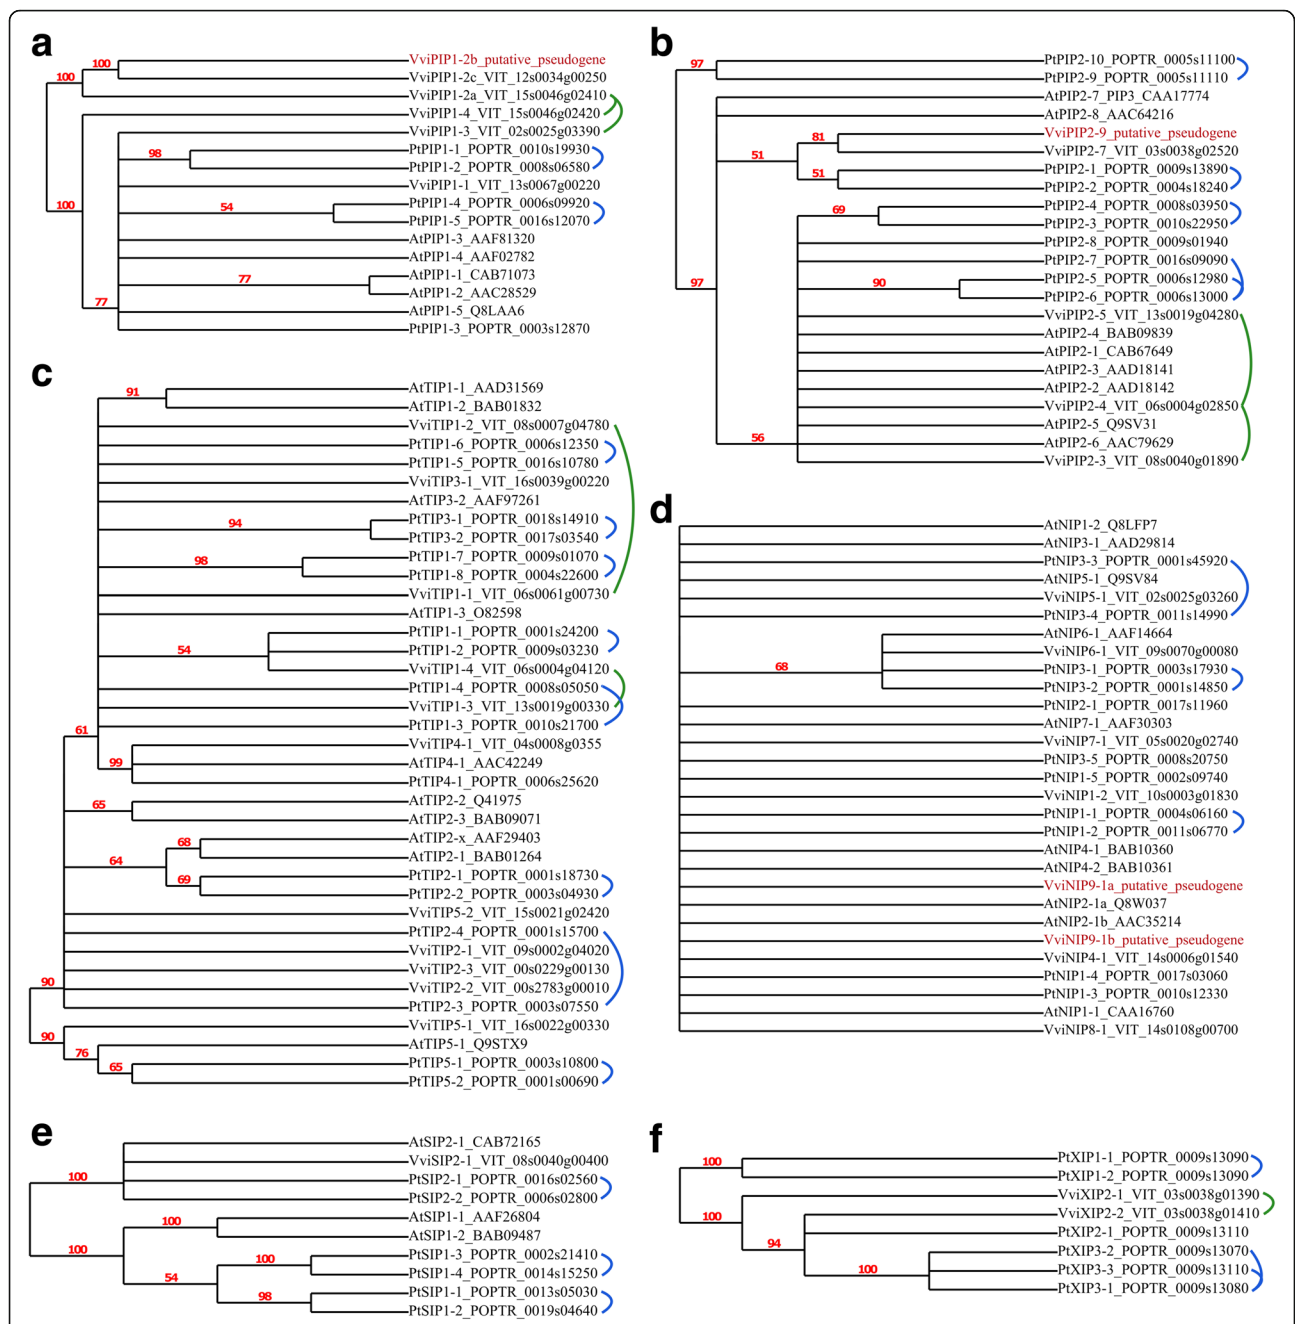 a
100
100
VviPIP1-2b_putative_pseudogene
VviPIP1-2c_VIT_12s0034g00250
VviPIP1-2a_VIT_15s0046g02410
VviPIP1-4_VIT_15s0046g02420
VviPIP1-3_VIT_02s0025g03390
98
PtPIP1-1_POPTR_0010s19930
PtPIP1-2_POPTR_0008s06580
VviPIP1-1_VIT_13s0067g00220
100
54
PtPIP1-4_POPTR_0006s09920
PtPIP1-5_POPTR_0016s12070
AtPIP1-3_AAF81320
AtPIP1-4_AAF02782
77
AtPIP1-1_CAB71073
AtPIP1-2_AAC28529
77
AtPIP1-5_Q8LAA6
PtPIP1-3_POPTR_0003s12870
b
97
PtPIP2-10_POPTR_0005s11100
PtPIP2-9_POPTR_0005s11110
AtPIP2-7_PIP3_CAA17774
AtPIP2-8_AAC64216
81
VviPIP2-9_putative_pseudogene
VviPIP2-7_VIT_03s0038g02520
51
51
PtPIP2-1_POPTR_0009s13890
PtPIP2-2_POPTR_0004s18240
69
PtPIP2-4_POPTR_0008s03950
PtPIP2-3_POPTR_0010s22950
PtPIP2-8_POPTR_0009s01940
PtPIP2-7_POPTR_0016s09090
97
90
PtPIP2-5_POPTR_0006s12980
PtPIP2-6_POPTR_0006s13000
VviPIP2-5_VIT_13s0019g04280
AtPIP2-4_BAB09839
AtPIP2-1_CAB67649
AtPIP2-3_AAD18141
AtPIP2-2_AAD18142
VviPIP2-4_VIT_06s0004g02850
AtPIP2-5_Q9SV31
56
AtPIP2-6_AAC79629
VviPIP2-3_VIT_08s0040g01890
c
91
AtTIP1-1_AAD31569
AtTIP1-2_BAB01832
VviTIP1-2_VIT_08s0007g04780
PtTIP1-6_POPTR_0006s12350
PtTIP1-5_POPTR_0016s10780
VviTIP3-1_VIT_16s0039g00220
AtTIP3-2_AAF97261
94
PtTIP3-1_POPTR_0018s14910
PtTIP3-2_POPTR_0017s03540
98
PtTIP1-7_POPTR_0009s01070
PtTIP1-8_POPTR_0004s22600
VviTIP1-1_VIT_06s0061g00730
AtTIP1-3_O82598
54
PtTIP1-1_POPTR_0001s24200
PtTIP1-2_POPTR_0009s03230
VviTIP1-4_VIT_06s0004g04120
PtTIP1-4_POPTR_0008s05050
VviTIP1-3_VIT_13s0019g00330
PtTIP1-3_POPTR_0010s21700
61
99
VviTIP4-1_VIT_04s0008g0355
AtTIP4-1_AAC42249
PtTIP4-1_POPTR_0006s25620
65
AtTIP2-2_Q41975
AtTIP2-3_BAB09071
64
68
AtTIP2-x_AAF29403
AtTIP2-1_BAB01264
69
PtTIP2-1_POPTR_0001s18730
PtTIP2-2_POPTR_0003s04930
VviTIP5-2_VIT_15s0021g02420
PtTIP2-4_POPTR_0001s15700
VviTIP2-1_VIT_09s0002g04020
VviTIP2-3_VIT_00s0229g00130
90
VviTIP2-2_VIT_00s2783g00010
PtTIP2-3_POPTR_0003s07550
90
VviTIP5-1_VIT_16s0022g00330
76
AtTIP5-1_Q9STX9
65
PtTIP5-1_POPTR_0003s10800
PtTIP5-2_POPTR_0001s00690
d
AtNIP1-2_Q8LFP7
AtNIP3-1_AAD29814
PtNIP3-3_POPTR_0001s45920
AtNIP5-1_Q9SV84
VviNIP5-1_VIT_02s0025g03260
PtNIP3-4_POPTR_0011s14990
68
AtNIP6-1_AAF14664
VviNIP6-1_VIT_09s0070g00080
PtNIP3-1_POPTR_0003s17930
PtNIP3-2_POPTR_0001s14850
PtNIP2-1_POPTR_0017s11960
AtNIP7-1_AAF30303
VviNIP7-1_VIT_05s0020g02740
PtNIP3-5_POPTR_0008s20750
PtNIP1-5_POPTR_0002s09740
VviNIP1-2_VIT_10s0003g01830
PtNIP1-1_POPTR_0004s06160
PtNIP1-2_POPTR_0011s06770
AtNIP4-1_BAB10360
AtNIP4-2_BAB10361
VviNIP9-1a_putative_pseudogene
AtNIP2-1a_Q8W037
AtNIP2-1b_AAC35214
VviNIP9-1b_putative_pseudogene
VviNIP4-1_VIT_14s0006g01540
PtNIP1-4_POPTR_0017s03060
PtNIP1-3_POPTR_0010s12330
AtNIP1-1_CAA16760
VviNIP8-1_VIT_14s0108g00700
e
100
AtSIP2-1_CAB72165
VviSIP2-1_VIT_08s0040g00400
PtSIP2-1_POPTR_0016s02560
PtSIP2-2_POPTR_0006s02800
100
100
AtSIP1-1_AAF26804
AtSIP1-2_BAB09487
54
100
PtSIP1-3_POPTR_0002s21410
PtSIP1-4_POPTR_0014s15250
98
PtSIP1-1_POPTR_0013s05030
PtSIP1-2_POPTR_0019s04640
f
100
PtXIP1-1_POPTR_0009s13090
PtXIP1-2_POPTR_0009s13090
100
VviXIP2-1_VIT_03s0038g01390
VviXIP2-2_VIT_03s0038g01410
94
PtXIP2-1_POPTR_0009s13110
100
PtXIP3-2_POPTR_0009s13070
PtXIP3-3_POPTR_0009s13110
PtXIP3-1_POPTR_0009s13080